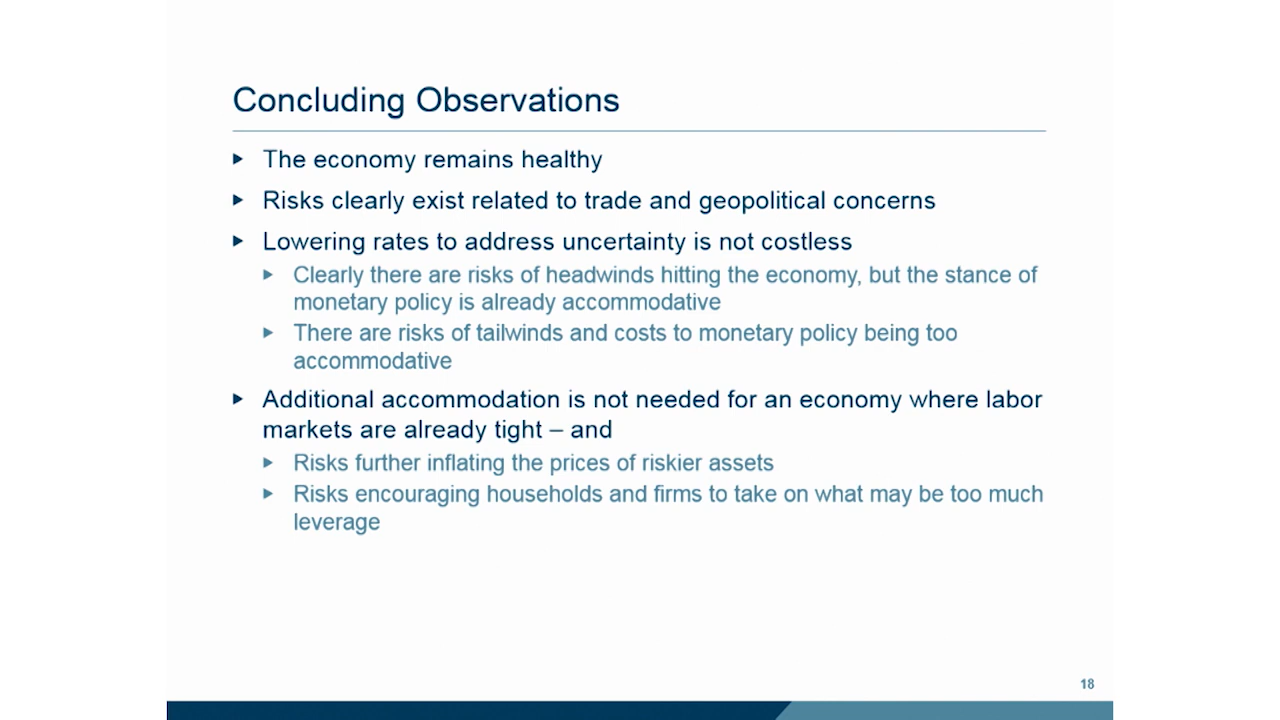 Concluding Observations
The economy remains healthy
Risks clearly exist related to trade and geopolitical concerns
Lowering rates to address uncertainty is not costless
Clearly there are risks of headwinds hitting the economy, but the stance of
monetary policy is already accommodative
There are risks of tailwinds and costs to monetary policy being too
accommodative
Additional accommodation is not needed for an economy where labor
markets are already tight – and
Risks further inflating the prices of riskier assets
Risks encouraging households and firms to take on what may be too much
leverage
18